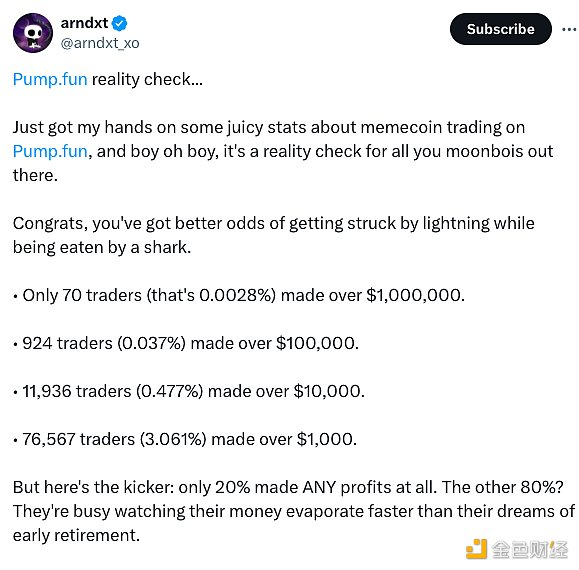 arndxt
@arndxt_xo
Subscribe
Pump.fun reality check...
Just got my hands on some juicy stats about memecoin trading on
Pump.fun, and boy oh boy, it's a reality check for all you moonbois out
there.
Congrats, you've got better odds of getting struck by lightning while
being eaten by a shark.
• Only 70 traders (that's 0.0028%) made over $1,000,000.
• 924 traders (0.037%) made over $100,000.
• 11,936 traders (0.477%) made over $10,000.
• 76,567 traders (3.061%) made over $1,000.
But here's the kicker: only 20% made ANY profits at all. The other 80%?
They're busy watching their money evaporate faster than their dreams of
early retirement.
金色财经